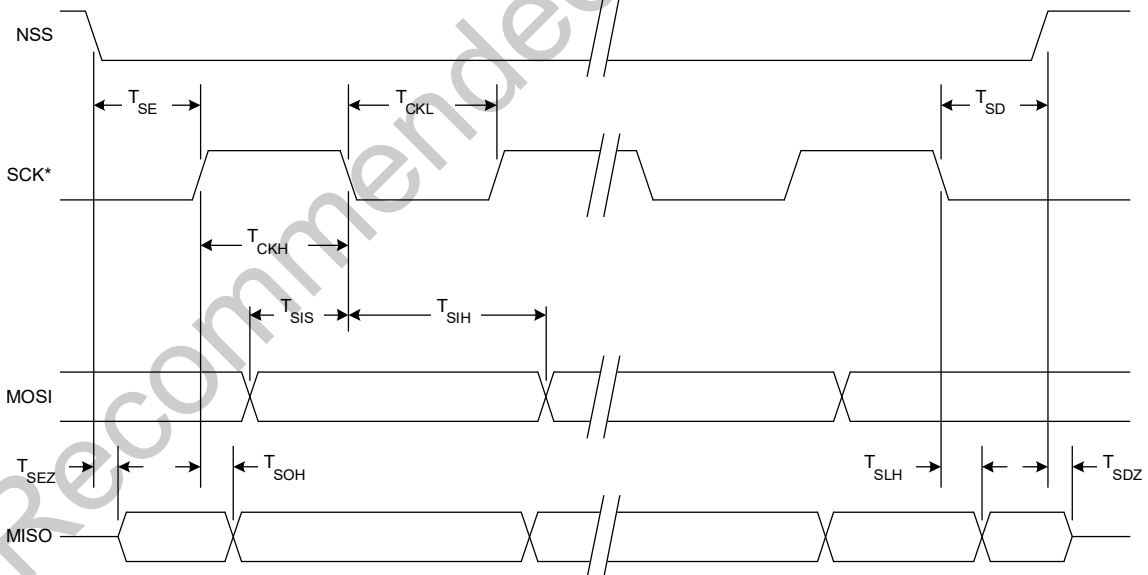 NSS
T_SE
T_CKL
T_SD
SCK*
T_CKH
T_SIS
T_SIH
MOSI
T_SEZ
T_SOH
T_SLH
T_SDZ
MISO
Recommended